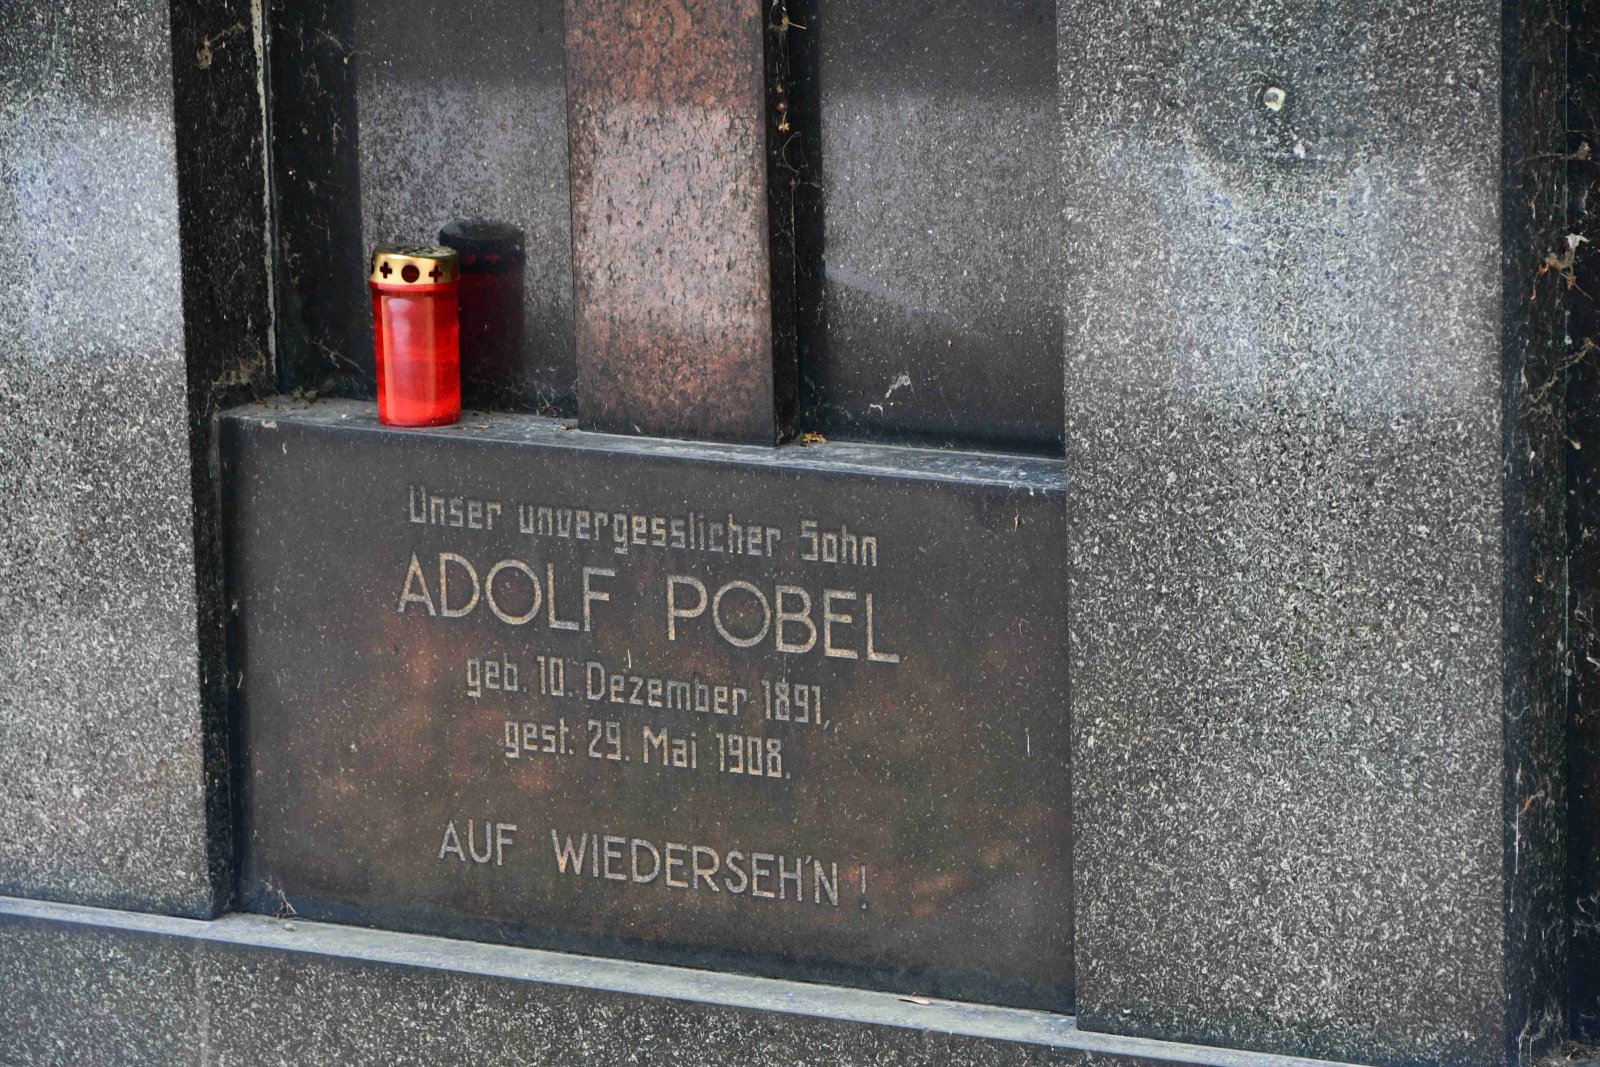 Unser unvergesslicher Sohn
ADOLF POBEL
geb. 10. Dezember 1891,
gest. 29. Mai 1908.
AUF WIEDERSEH'N!